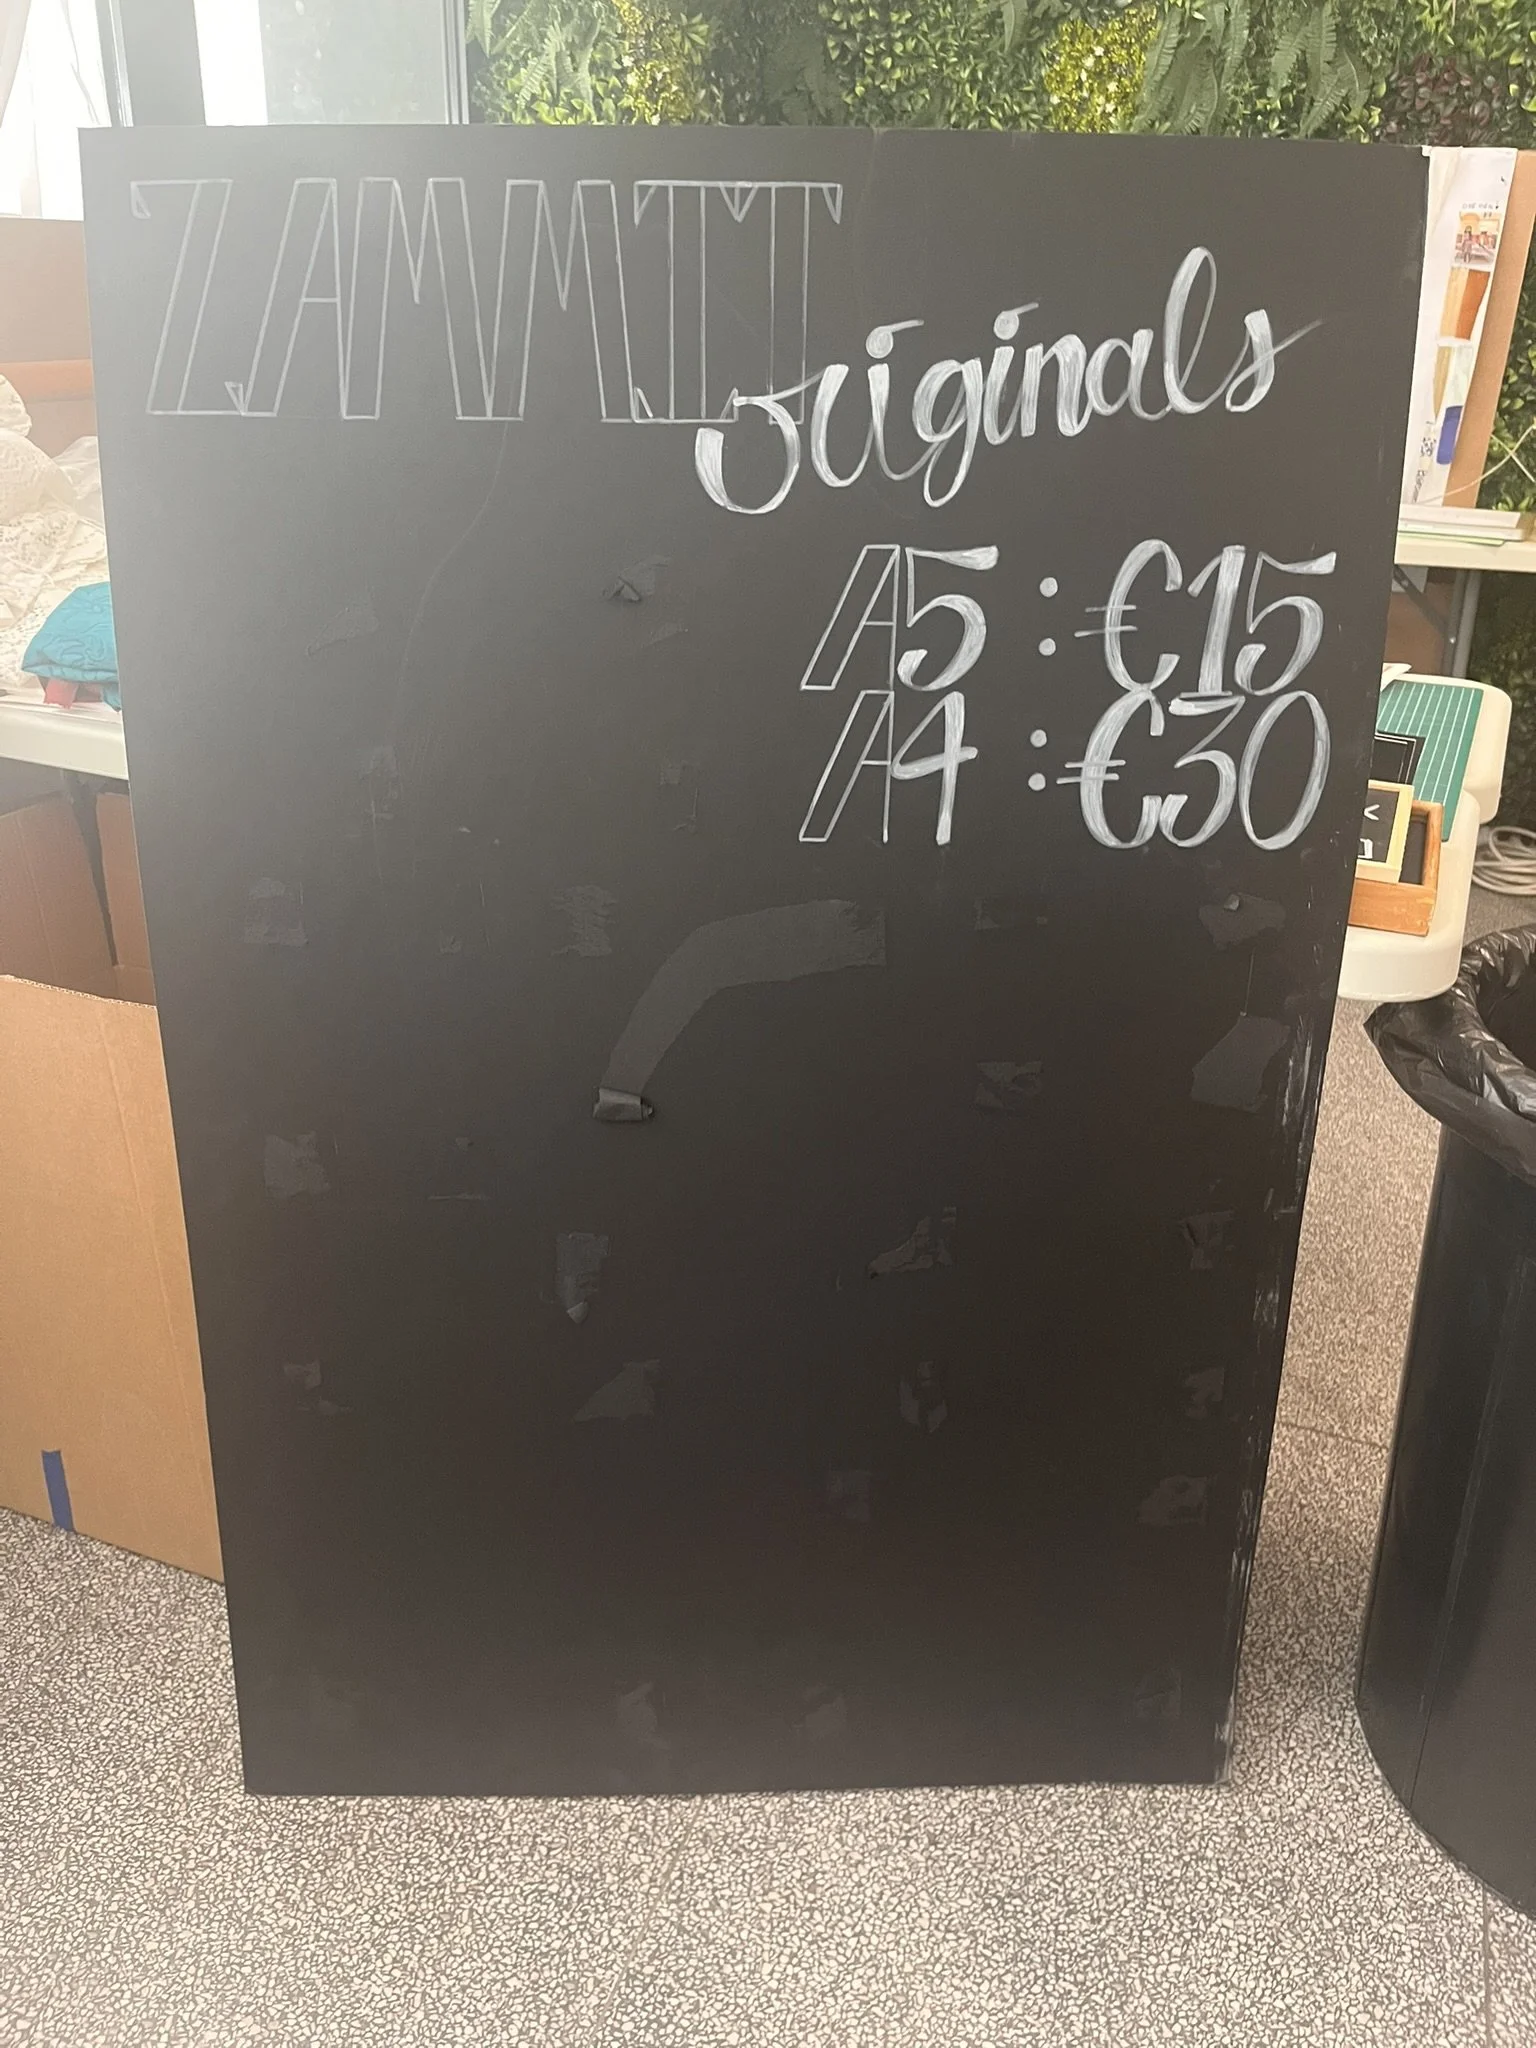 ZAMMIT
originals
A5 : €15
A4 : €30